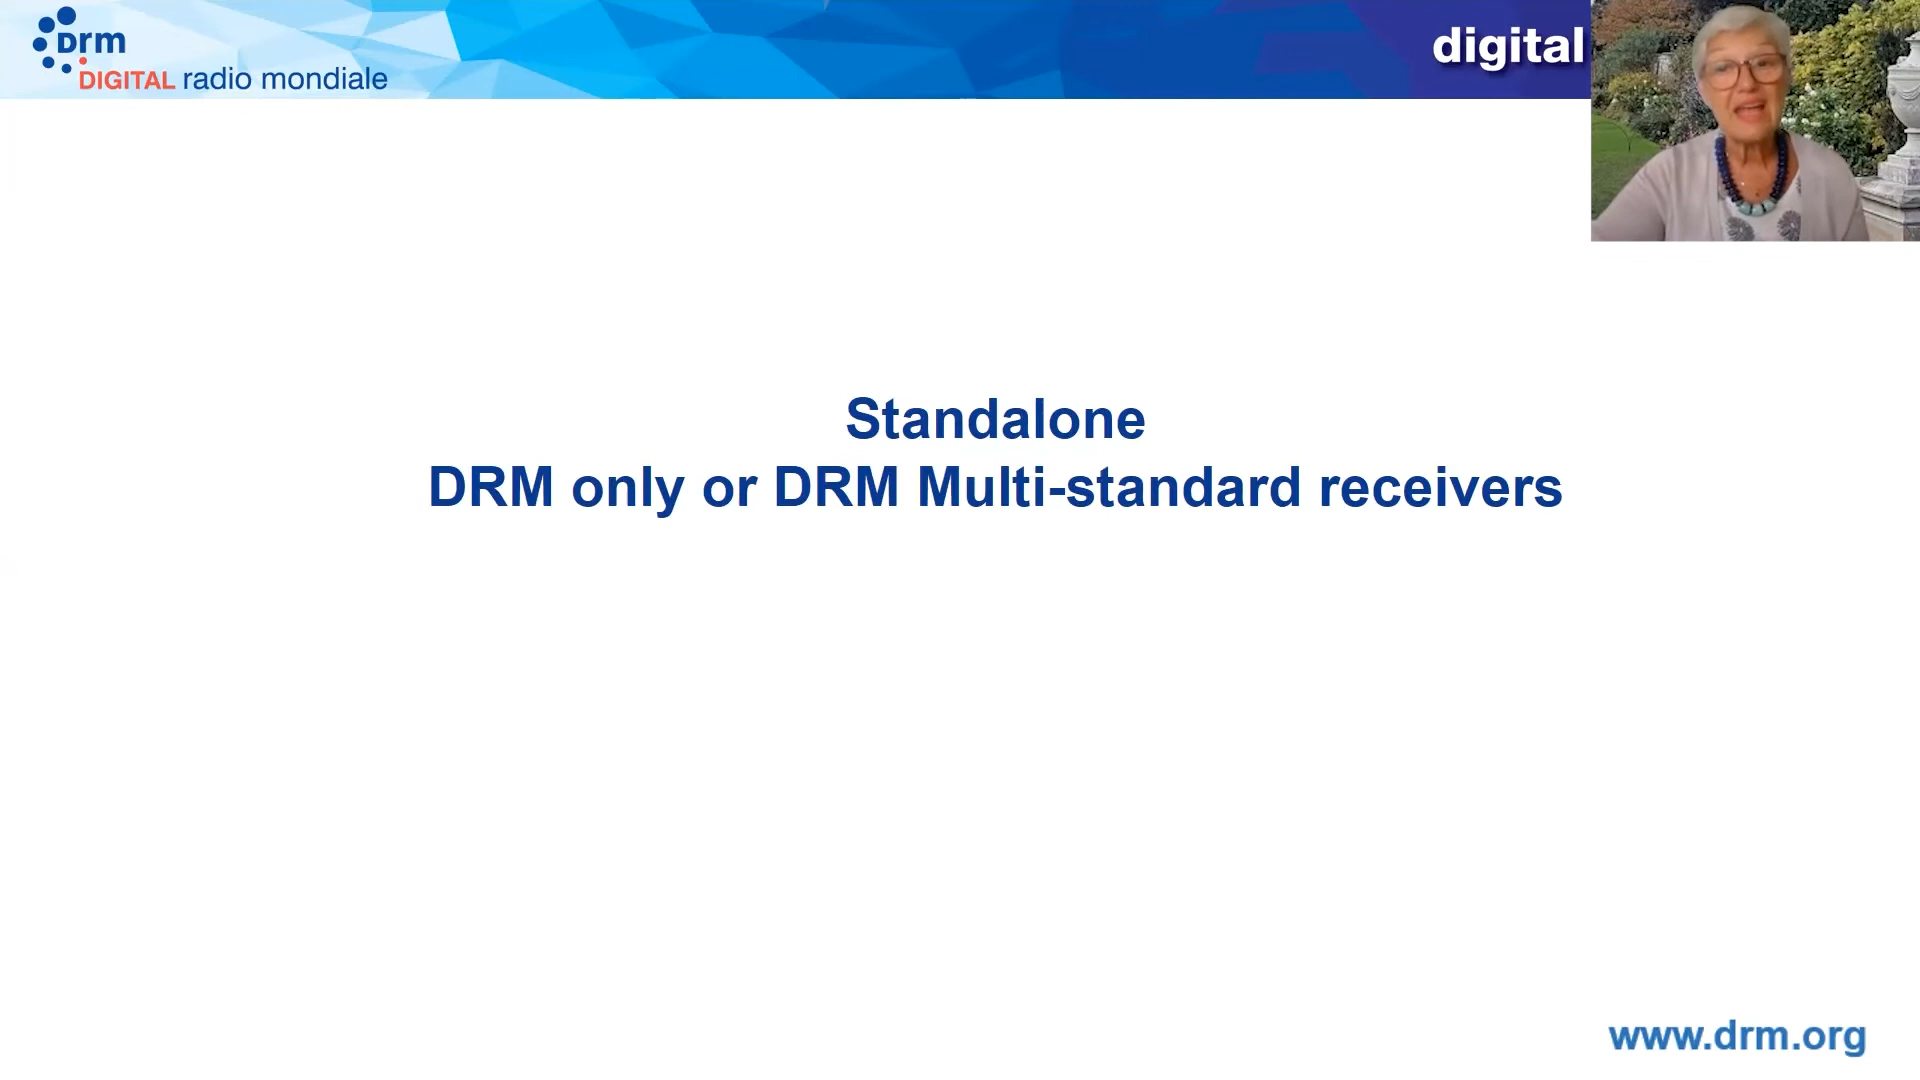 Drm
DIGITAL radio mondiale
digital
Standalone
DRM only or DRM Multi-standard receivers
www.drm.org